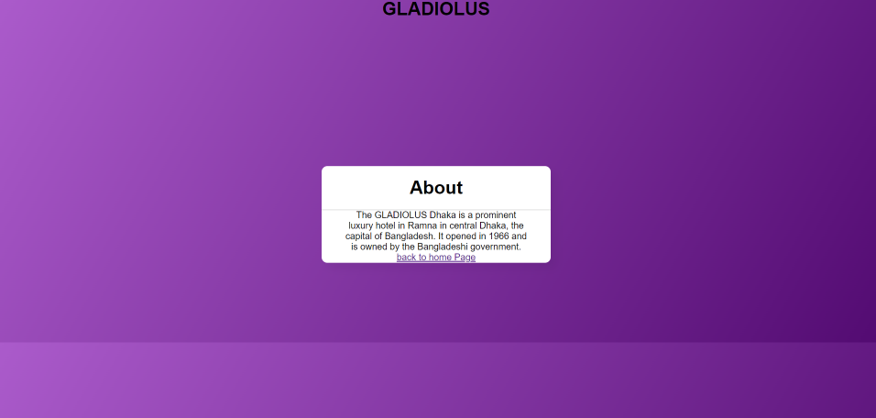 GLADIOLUS
About
The GLADIOLUS Dhaka is a prominent
luxury hotel in Ramna in central Dhaka, the
capital of Bangladesh. It opened in 1966 and
is owned by the Bangladeshi government.
back to home Page